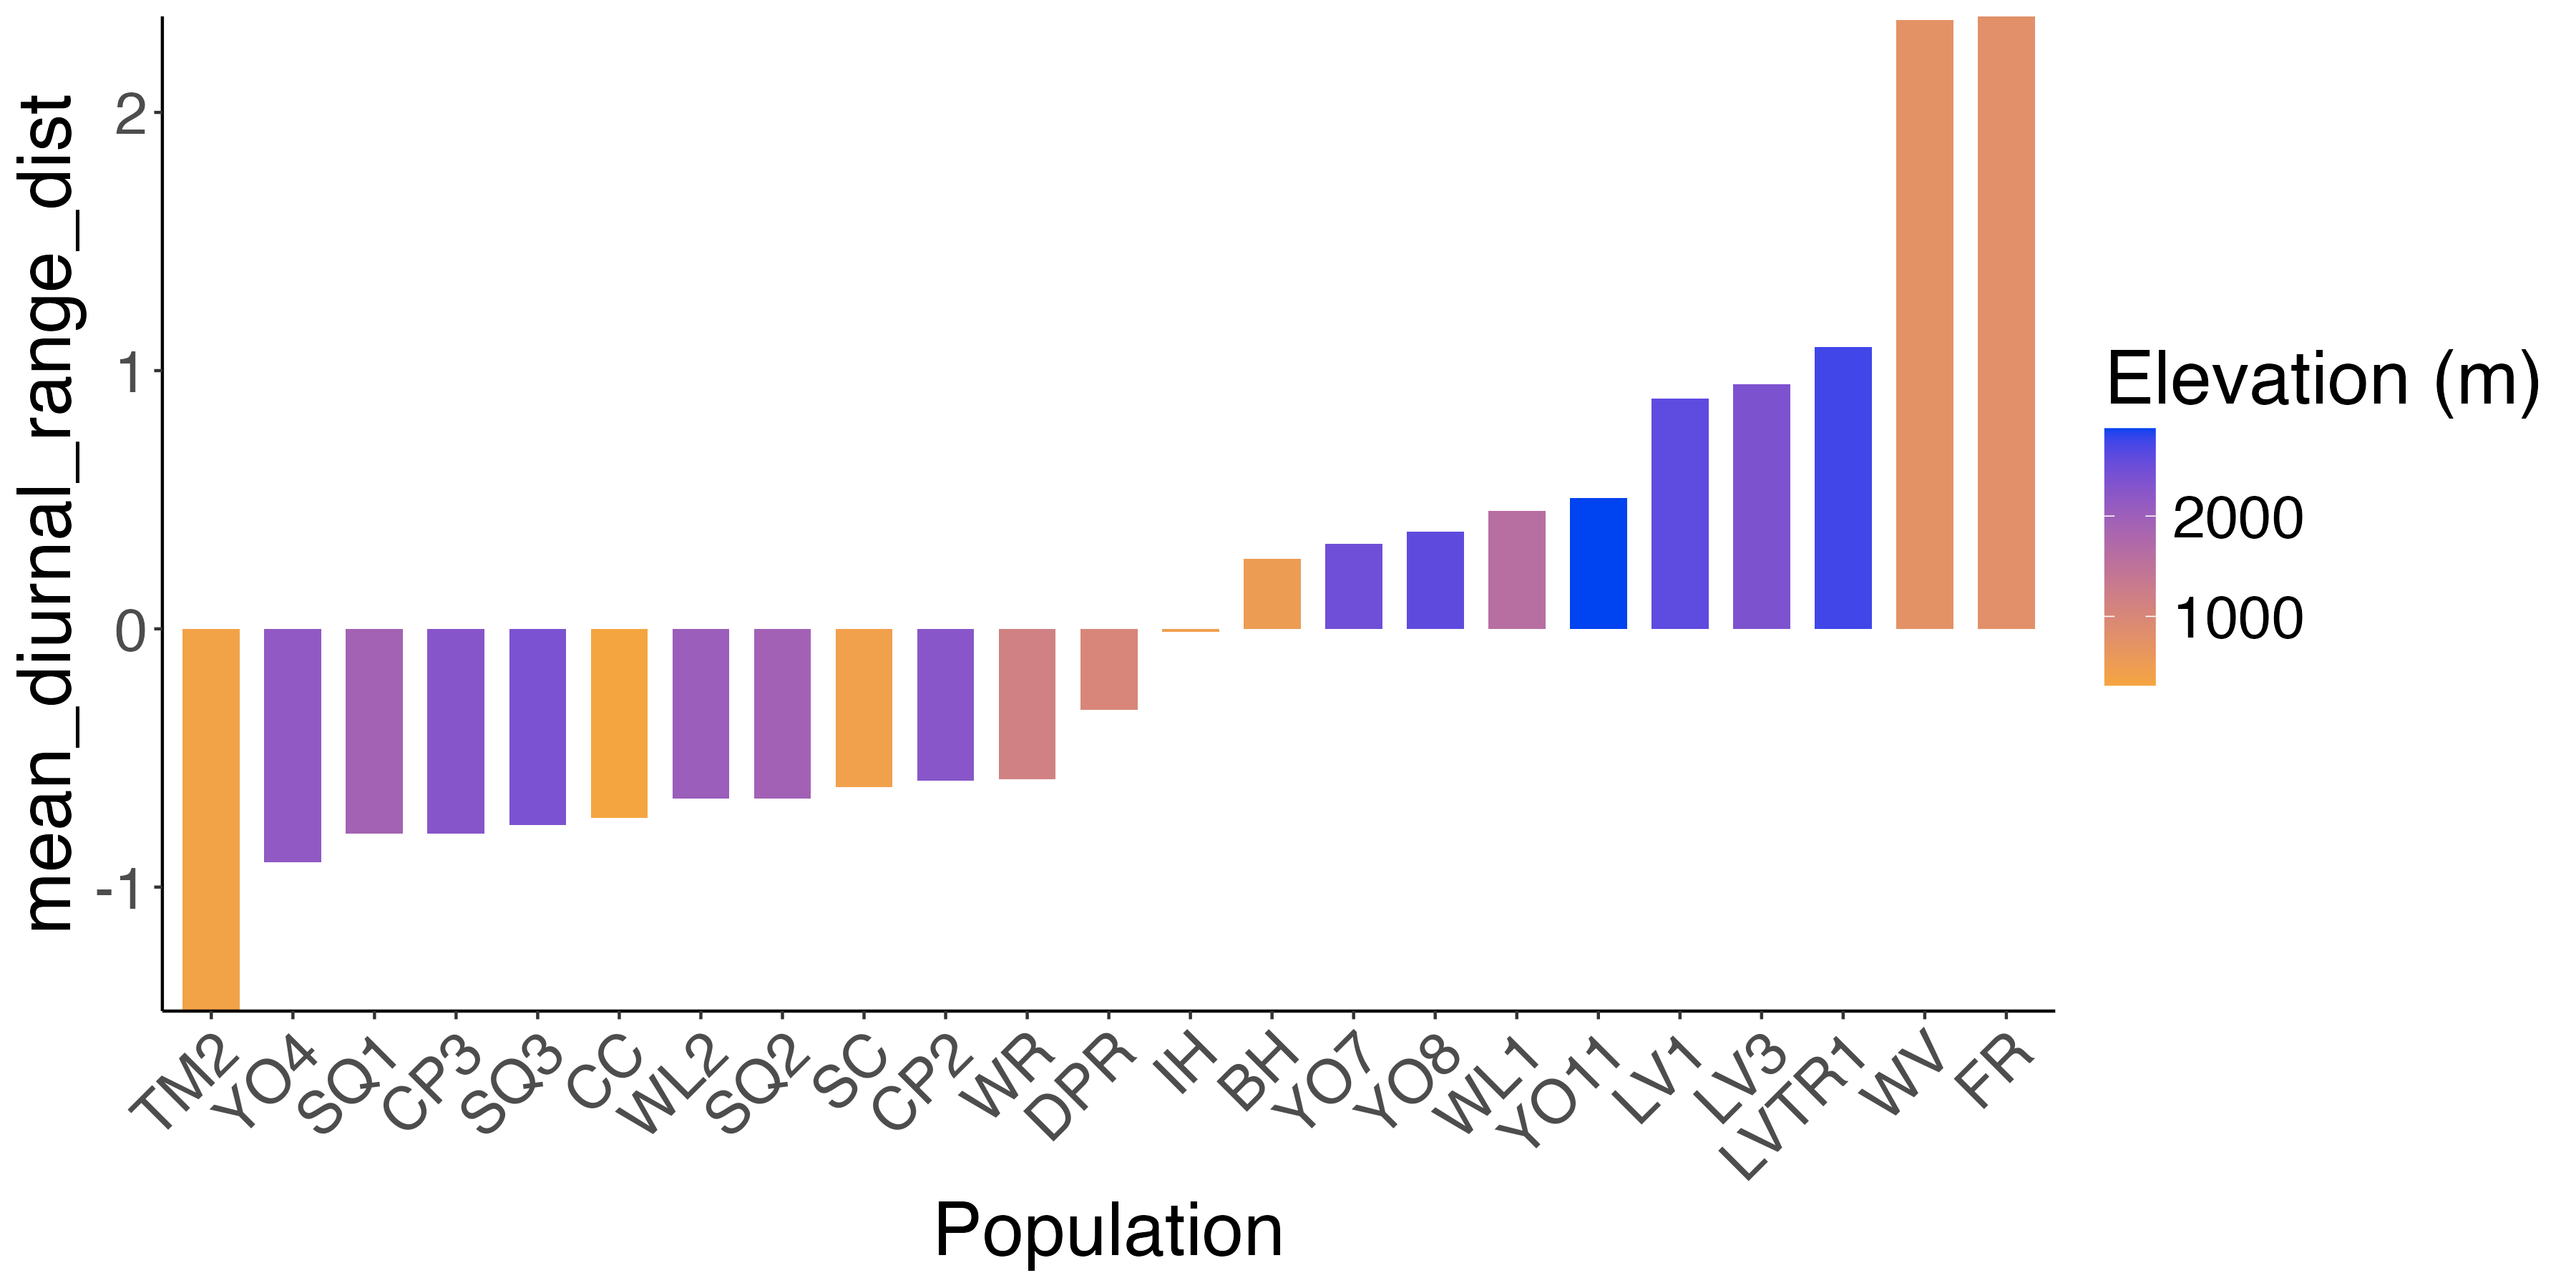 mean_diurnal_range_dist
2
1
0
-1
TM2
YO4
SQ1
CP3
SQ3
CC
WL2
SQ2
SC
CP2
WR
DPR
IH
BH
YO7
YO8
WL1
YO11
LV1
LV3
LVTR1
WV
FR
Population
Elevation (m)
2000
1000